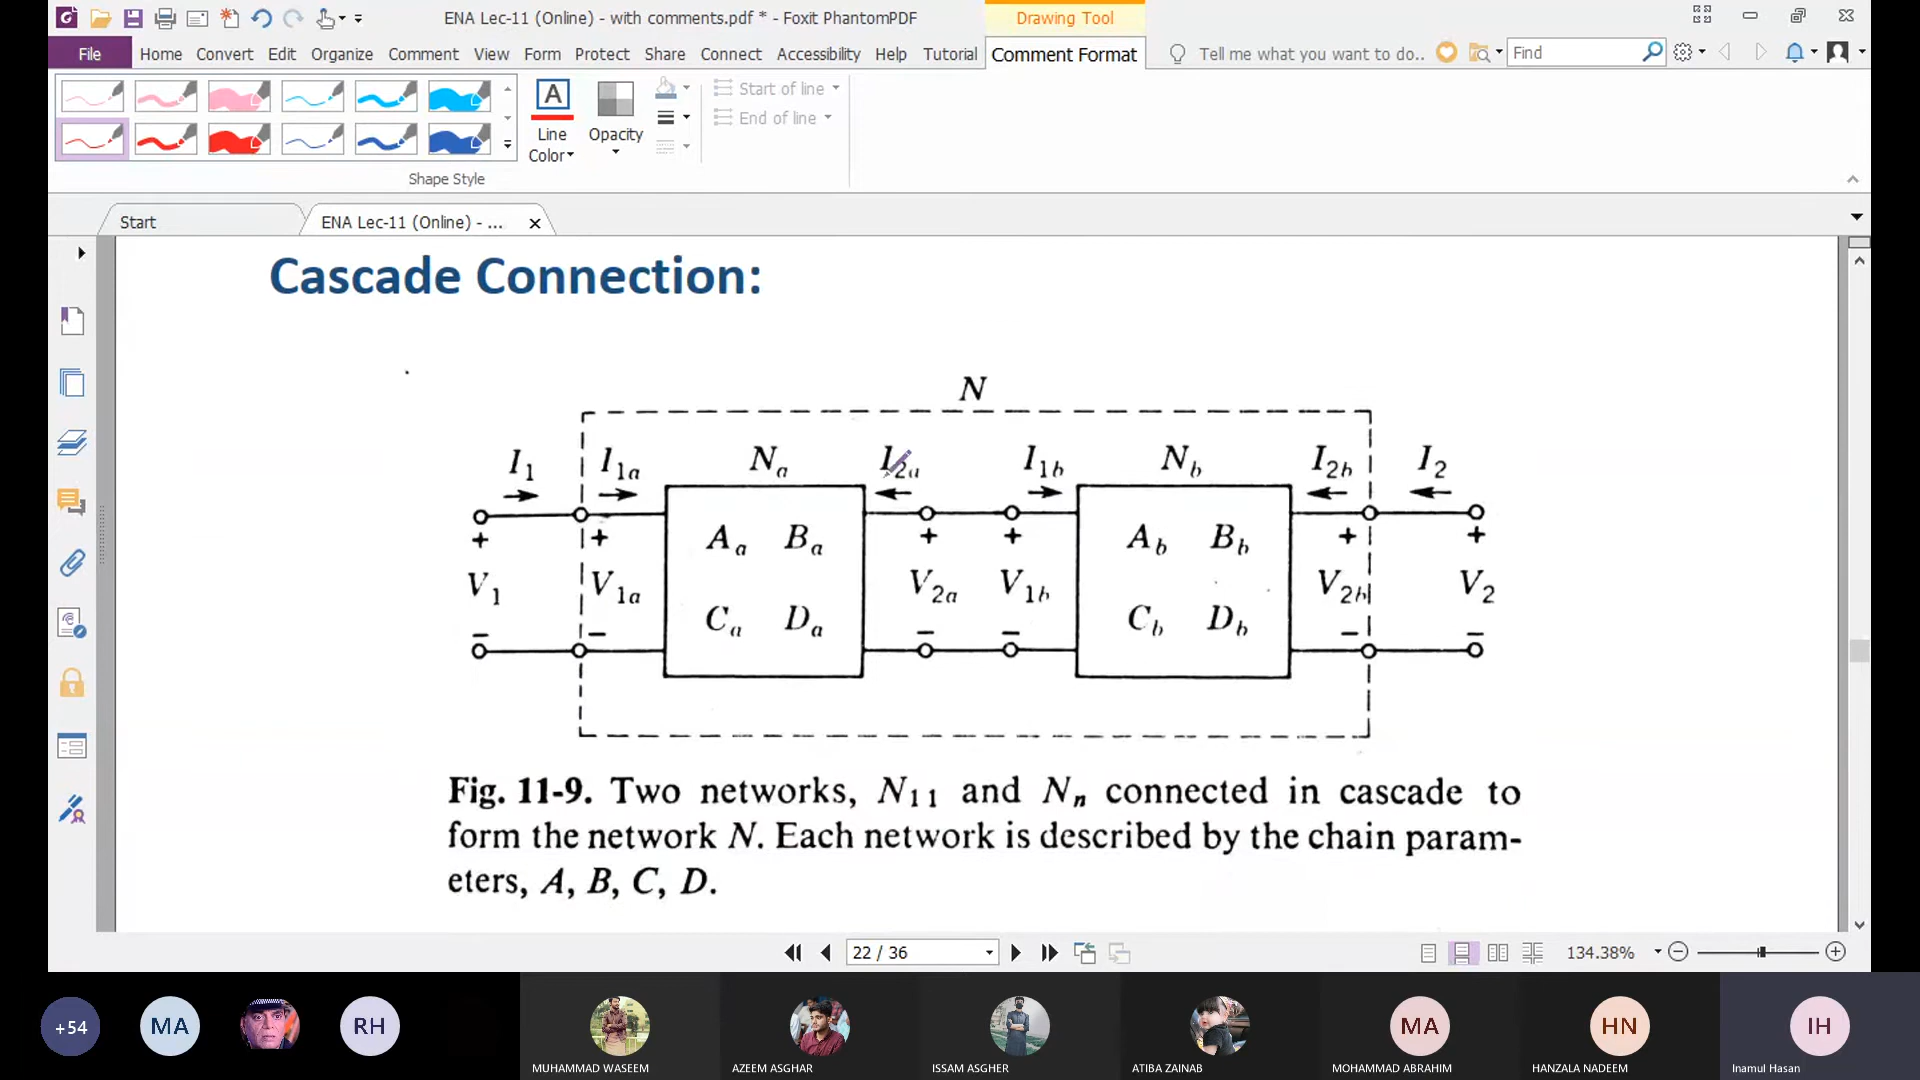 ENA Lec-11 (Online) - with comments.pdf * - Foxit PhantomPDF
Drawing Tool
File Home Convert Edit Organize Comment View Form Protect Share Connect Accessibility Help Tutorial Comment Format Tell me what you want to do.. Find
A
Line Color
Opacity
Start of line
End of line
Shape Style
Start
ENA Lec-11 (Online) - ...
Cascade Connection:
N
I1 I1a Na I2a I1b Nb I2b I2
+ + + + + +
Aa Ba Ab Bb
V1 V1a V2a V1b V2b V2
Ca Da Cb Db
− − − − − −
Fig. 11-9. Two networks, N11 and Nn connected in cascade to
form the network N. Each network is described by the chain param-
eters, A, B, C, D.
22 / 36
134.38%
+54 MA RH MA HN IH
MUHAMMAD WASEEM AZEEM ASGHAR ISSAM ASGHER ATIBA ZAINAB MOHAMMAD ABRAHIM HANZALA NADEEM Inamul Hasan